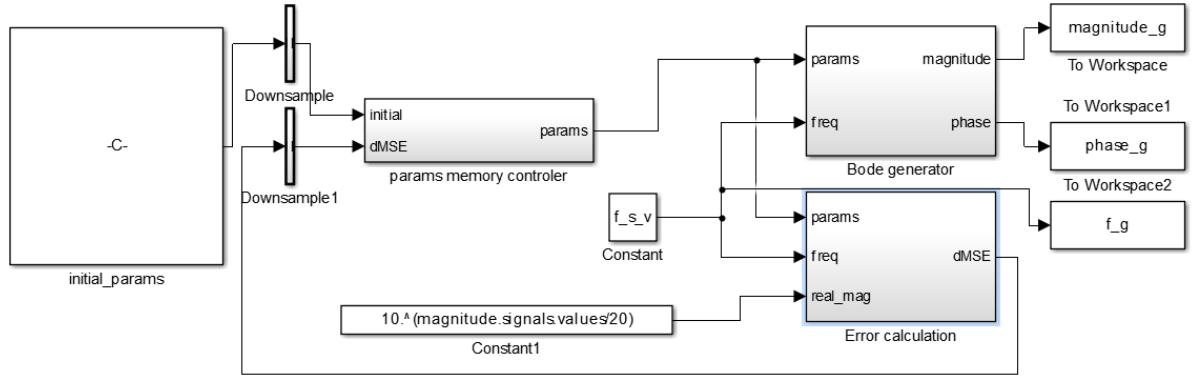 -C-
initial_params
Downsample
Downsample1
initial
dMSE
params
params memory controler
f_s_v
Constant
10.^(magnitude.signals.values/20)
Constant1
params
freq
magnitude
phase
Bode generator
params
freq
real_mag
dMSE
Error calculation
magnitude_g
To Workspace
To Workspace1
phase_g
To Workspace2
f_g